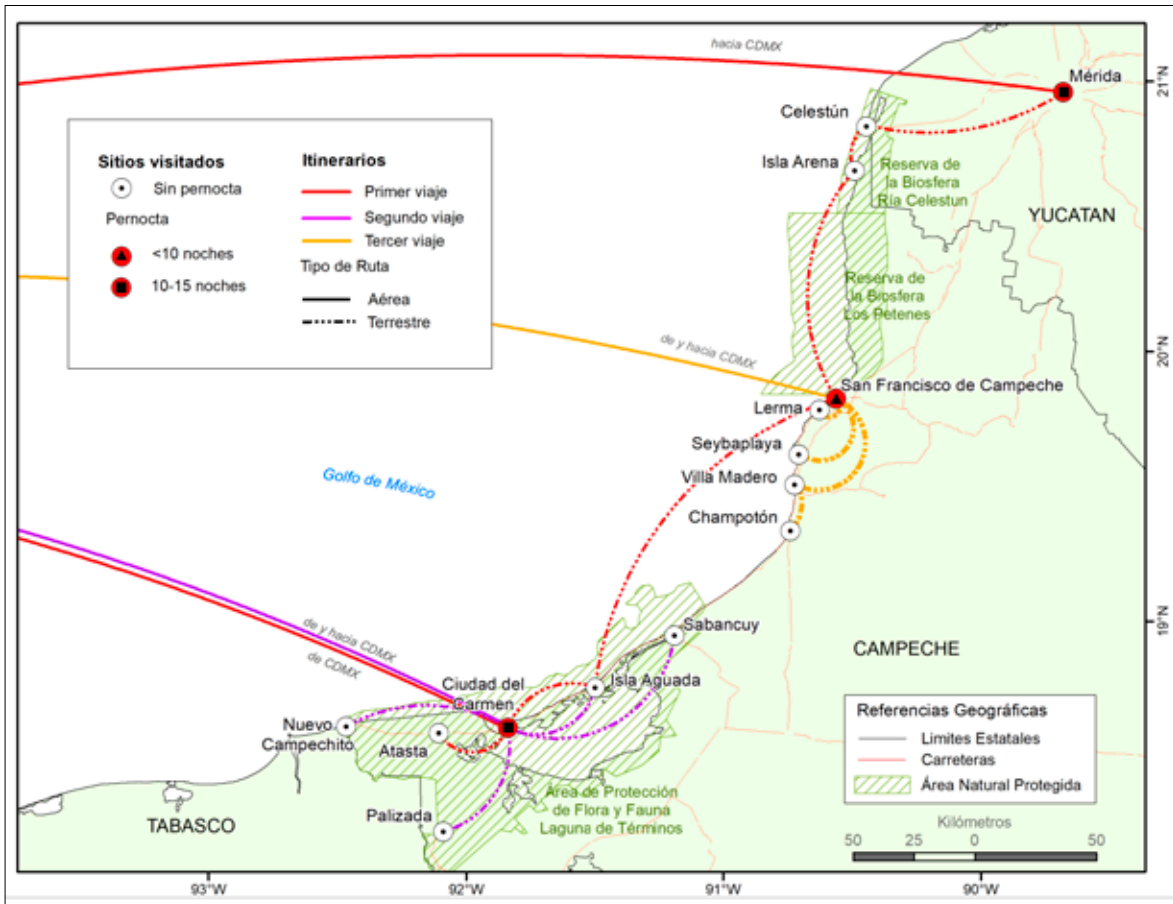 hacia CDMX
Mérida
21°N
Celestún
Isla Arena
Reserva de
la Biosfera
Ría Celestun
YUCATAN
Sitios visitados
Sin pernocta
Pernocta
<10 noches
10-15 noches
Itinerarios
Primer viaje
Segundo viaje
Tercer viaje
Tipo de Ruta
Aérea
Terrestre
Reserva de
la Biosfera
Los Petenes
de y hacia CDMX
20°N
San Francisco de Campeche
Lerma
Seybaplaya
Villa Madero
Golfo de México
Champotón
de y hacia CDMX
de CDMX
Sabancuy
19°N
CAMPECHE
Ciudad del
Carmen
Isla Aguada
Nuevo
Campechito
Atasta
Palizada
TABASCO
Área de Protección
de Flora y Fauna
Laguna de Términos
Referencias Geográficas
Limites Estatales
Carreteras
Área Natural Protegida
Kilómetros
50 25 0 50
93°W 92°W 91°W 90°W